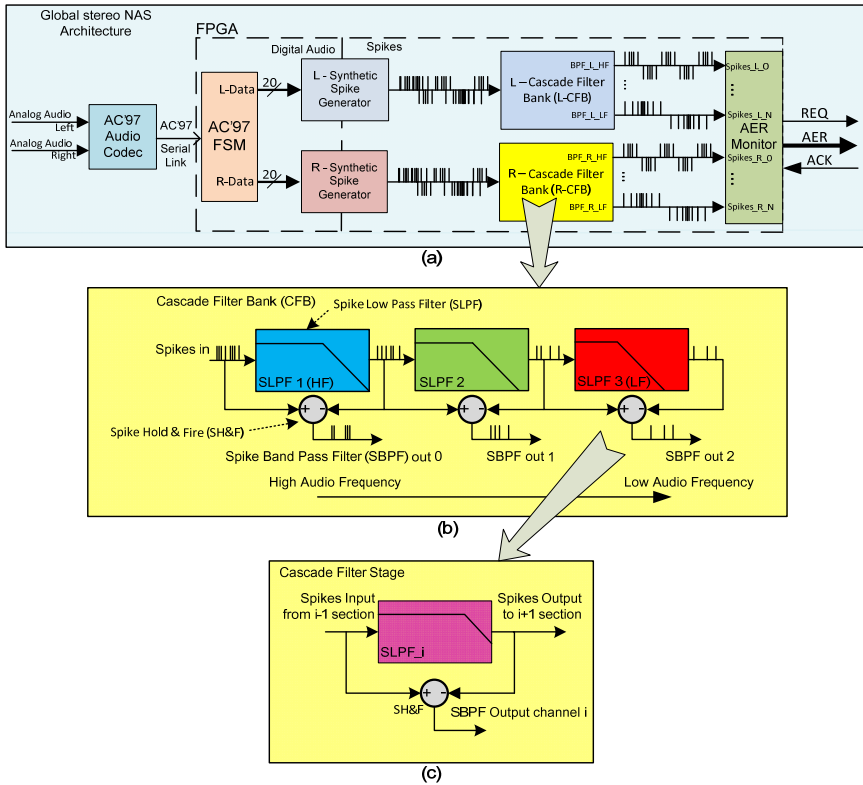 Global stereo NAS
Architecture
FPGA
Digital Audio
Spikes
Analog Audio
Left
Analog Audio
Right
AC'97
Audio
Codec
AC'97
Serial
Link
AC'97
FSM
L-Data
R-Data
20
20
L - Synthetic
Spike
Generator
R - Synthetic
Spike
Generator
BPF_L_HF
L – Cascade Filter
Bank (L-CFB)
BPF_L_LF
BPF_R_HF
R – Cascade Filter
Bank (R-CFB)
BPF_R_LF
...
...
Spikes_L_O
...
Spikes_L_N
AER
Monitor
Spikes_R_O
...
Spikes_R_N
REQ
AER
ACK
(a)
Cascade Filter Bank (CFB)
Spike Low Pass Filter (SLPF)
Spikes in
SLPF 1 (HF)
SLPF 2
SLPF 3 (LF)
+ -
+ -
+ -
Spike Hold & Fire (SH&F)
Spike Band Pass Filter (SBPF) out 0
SBPF out 1
SBPF out 2
High Audio Frequency
Low Audio Frequency
(b)
Cascade Filter Stage
Spikes Input
from i-1 section
Spikes Output
to i+1 section
SLPF_i
+ -
SH&F
SBPF Output channel i
(c)